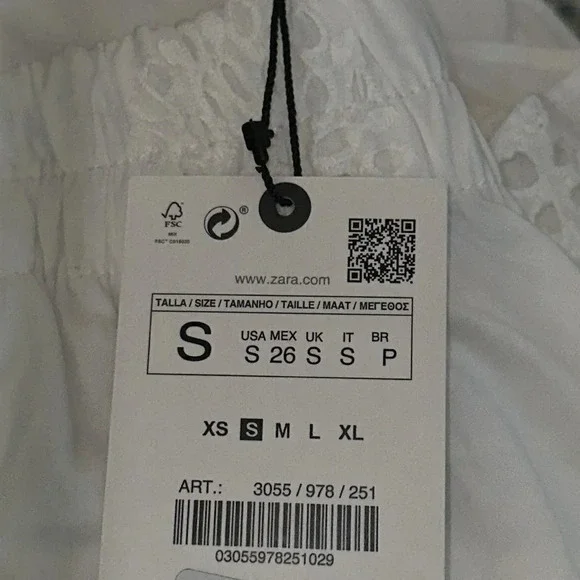 FSC
MIX
®
www.zara.com
TALLA / SIZE / TAMANHO / TAILLE / MAAT / ΜΕΓΕΘΟΣ
S
USA MEX UK IT BR
S 26 S S P
XS S M L XL
ART.: 3055 / 978 / 251
03055978251029